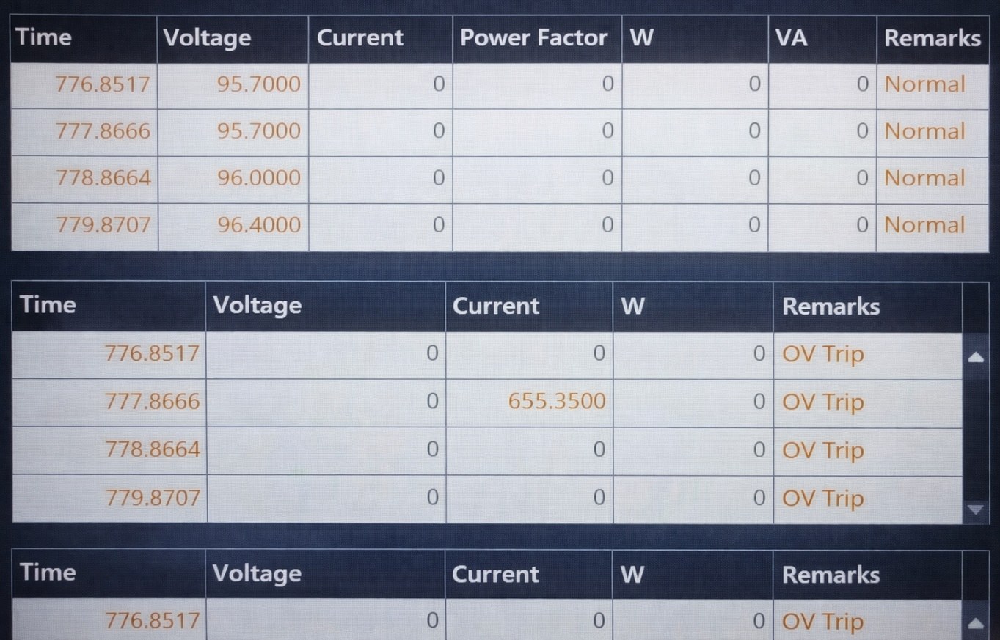 Time Voltage Current Power Factor W VA Remarks
776.8517 95.7000 0 0 0 0 Normal
777.8666 95.7000 0 0 0 0 Normal
778.8664 96.0000 0 0 0 0 Normal
779.8707 96.4000 0 0 0 0 Normal
Time Voltage Current W Remarks
776.8517 0 0 0 OV Trip
777.8666 0 655.3500 0 OV Trip
778.8664 0 0 0 OV Trip
779.8707 0 0 0 OV Trip
Time Voltage Current W Remarks
776.8517 0 0 0 OV Trip